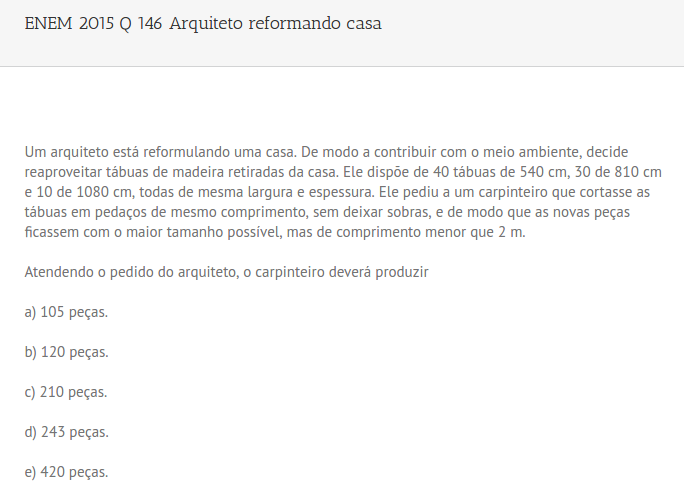 ENEM 2015 Q 146 Arquiteto reformando casa
Um arquiteto está reformulando uma casa. De modo a contribuir com o meio ambiente, decide
reaproveitar tábuas de madeira retiradas da casa. Ele dispõe de 40 tábuas de 540 cm, 30 de 810 cm
e 10 de 1080 cm, todas de mesma largura e espessura. Ele pediu a um carpinteiro que cortasse as
tábuas em pedaços de mesmo comprimento, sem deixar sobras, e de modo que as novas peças
ficassem com o maior tamanho possível, mas de comprimento menor que 2 m.
Atendendo o pedido do arquiteto, o carpinteiro deverá produzir
a) 105 peças.
b) 120 peças.
c) 210 peças.
d) 243 peças.
e) 420 peças.